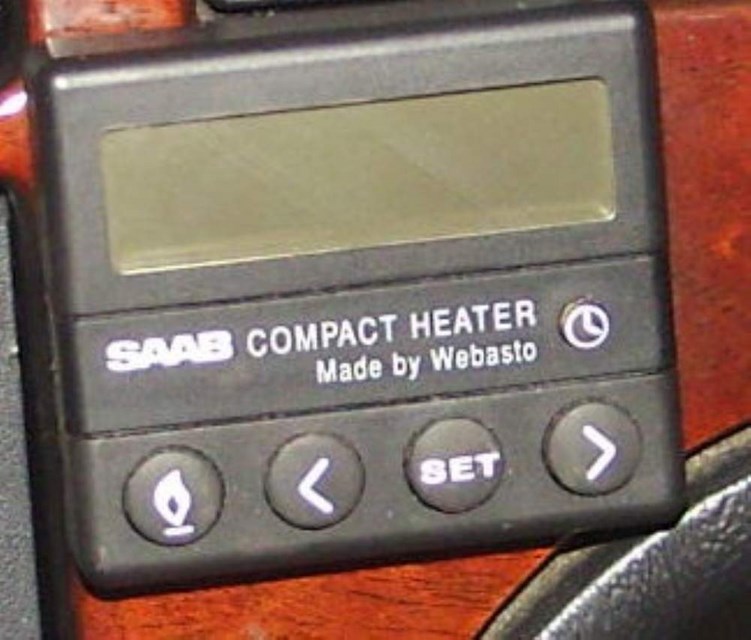 SAAB COMPACT HEATER
Made by Webasto
< SET >